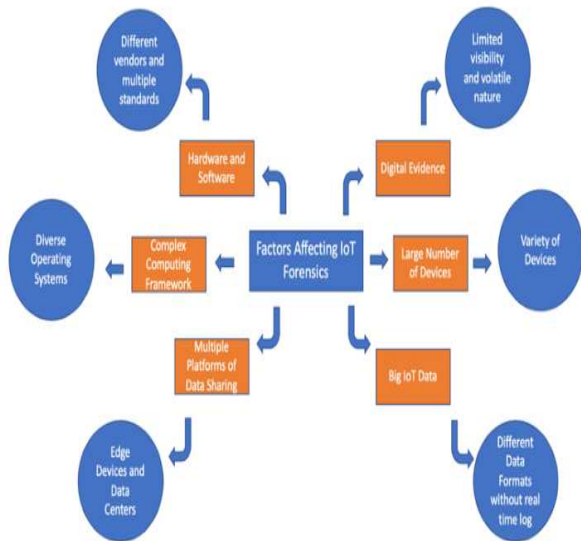 Different
vendors and
multiple
standards
Limited
visibility
and volatile
nature
Hardware and
Software
Digital Evidence
Diverse
Operating
Systems
Complex
Computing
Framework
Factors Affecting IoT
Forensics
Large Number
of Devices
Variety of
Devices
Multiple
Platforms of
Data Sharing
Big IoT Data
Edge
Devices and
Data
Centers
Different
Data
Formats
without real
time log